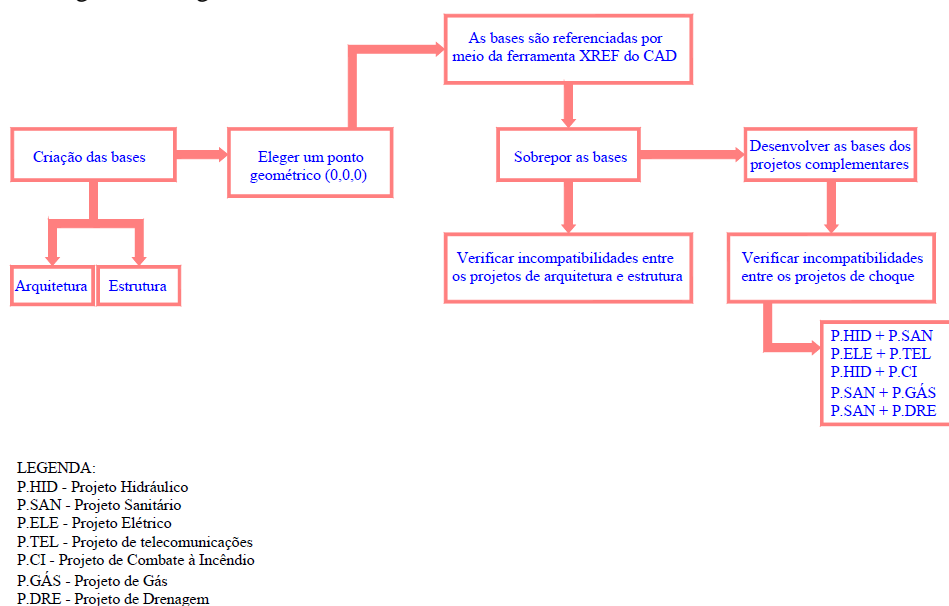 As bases são referenciadas por
meio da ferramenta XREF do CAD
Criação das bases
Eleger um ponto
geométrico (0,0,0)
Sobrepor as bases
Desenvolver as bases dos
projetos complementares
Arquitetura
Estrutura
Verificar incompatibilidades entre
os projetos de arquitetura e estrutura
Verificar incompatibilidades
entre os projetos de choque
P.HID + P.SAN
P.ELE + P.TEL
P.HID + P.CI
P.SAN + P.GÁS
P.SAN + P.DRE
LEGENDA:
P.HID - Projeto Hidráulico
P.SAN - Projeto Sanitário
P.ELE - Projeto Elétrico
P.TEL - Projeto de telecomunicações
P.CI - Projeto de Combate à Incêndio
P.GÁS - Projeto de Gás
P.DRE - Projeto de Drenagem